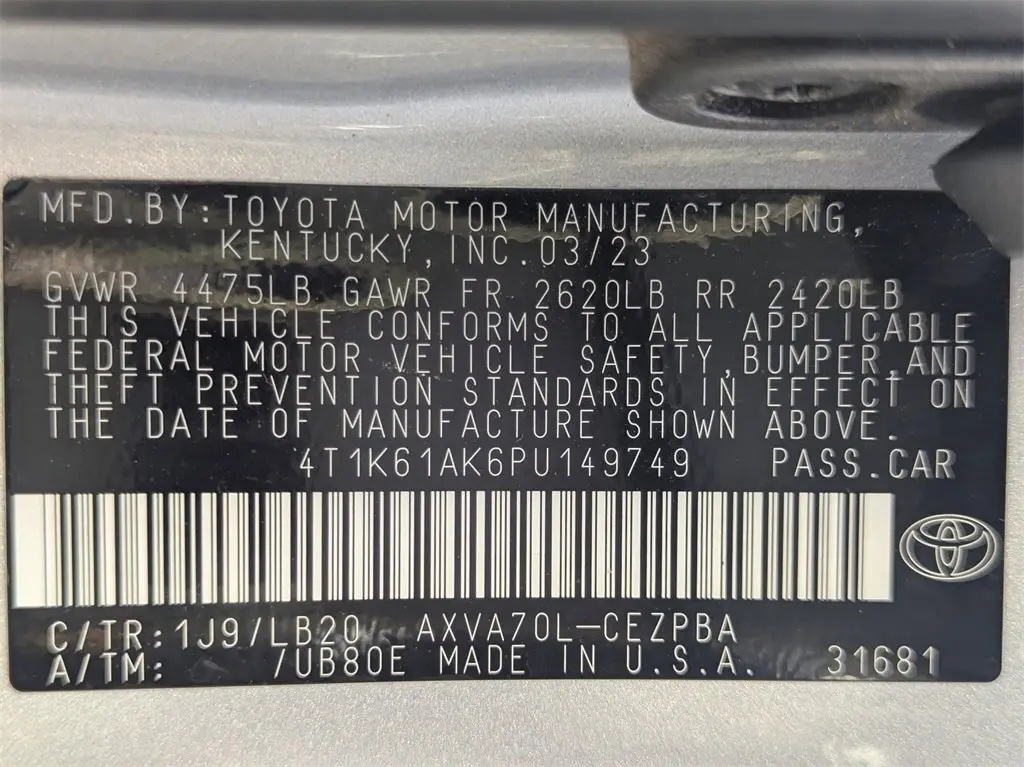 MFD.BY:TOYOTA MOTOR MANUFACTURING,
KENTUCKY,INC.03/23
GVWR 4475LB GAWR FR 2620LB RR 2420LB
THIS VEHICLE CONFORMS TO ALL APPLICABLE
FEDERAL MOTOR VEHICLE SAFETY,BUMPER,AND
THEFT PREVENTION STANDARDS IN EFFECT ON
THE DATE OF MANUFACTURE SHOWN ABOVE.
4T1K61AK6PU149749 PASS.CAR
C/TR:1J9/LB20 AXVA70L-CEZPBA
A/TM: /UB80E MADE IN U.S.A. 31681